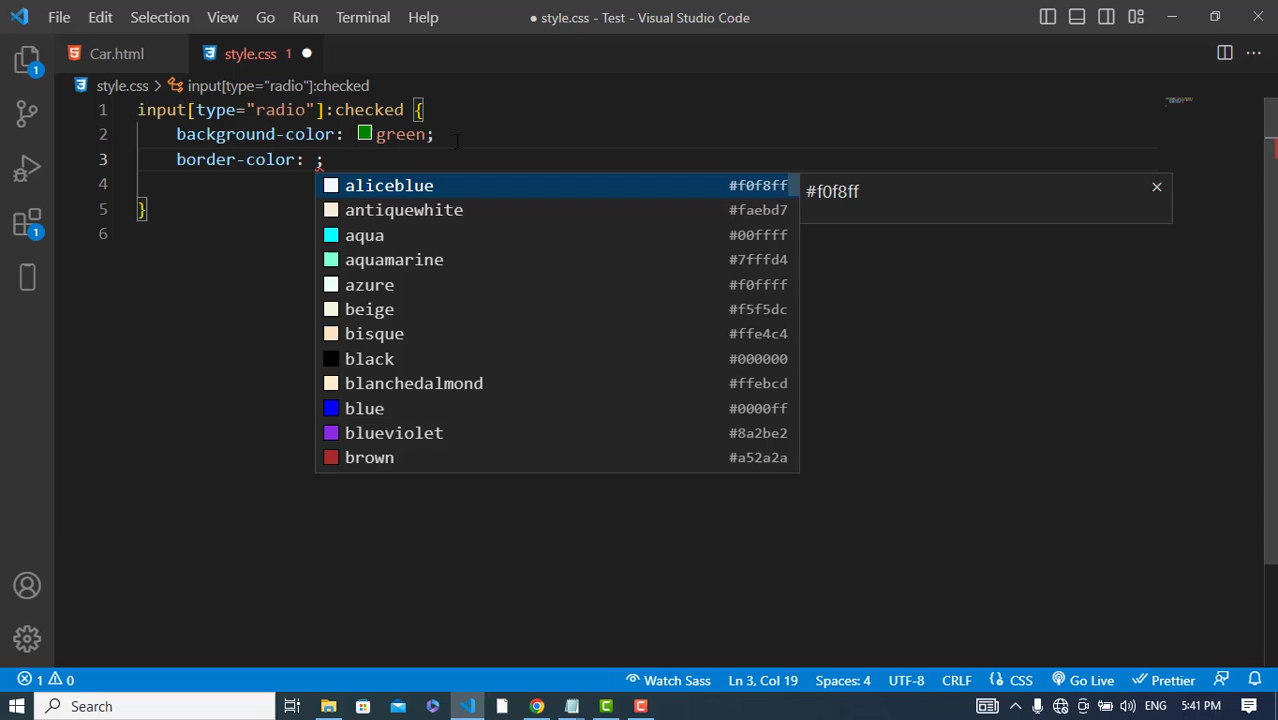 File Edit Selection View Go Run Terminal Help ● style.css - Test - Visual Studio Code
Car.html style.css 1 ●
style.css > input[type="radio"]:checked
1 input[type="radio"]:checked {
2 background-color: green;
3 border-color: ;
4
5 }
6
aliceblue #f0f8ff
#f0f8ff
antiquewhite #faebd7
aqua #00ffff
aquamarine #7fffd4
azure #f0ffff
beige #f5f5dc
bisque #ffe4c4
black #000000
blanchedalmond #ffebcd
blue #0000ff
blueviolet #8a2be2
brown #a52a2a
1
1
1 0 Watch Sass Ln 3, Col 19 Spaces: 4 UTF-8 CRLF CSS Go Live Prettier
Search ENG 5:41 PM